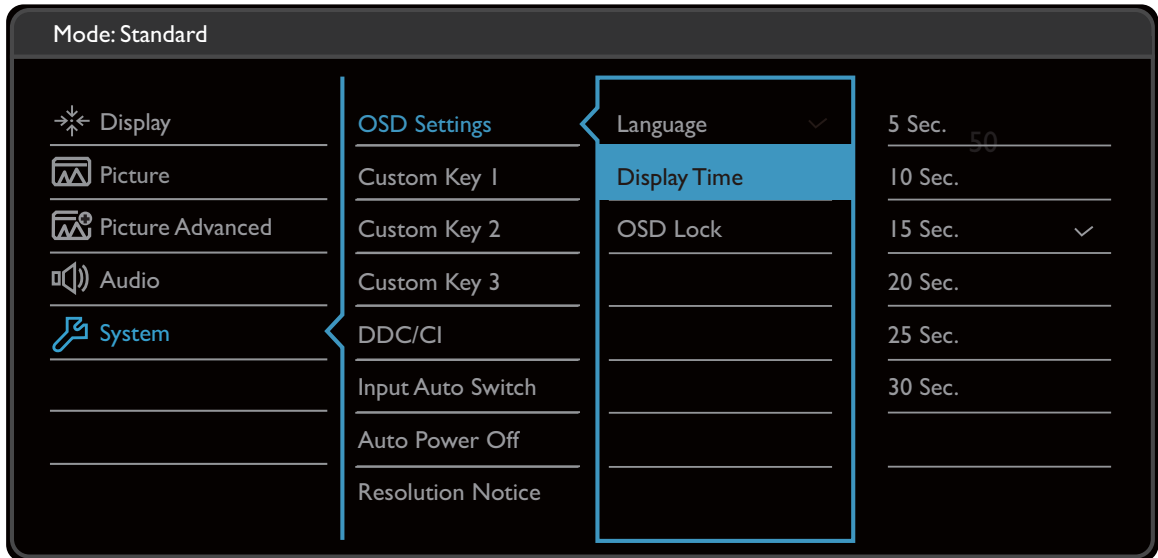 Mode: Standard
Display
Picture
Picture Advanced
Audio
System
OSD Settings
Custom Key 1
Custom Key 2
Custom Key 3
DDC/CI
Input Auto Switch
Auto Power Off
Resolution Notice
Language
Display Time
OSD Lock
5 Sec.
50
10 Sec.
15 Sec.
20 Sec.
25 Sec.
30 Sec.